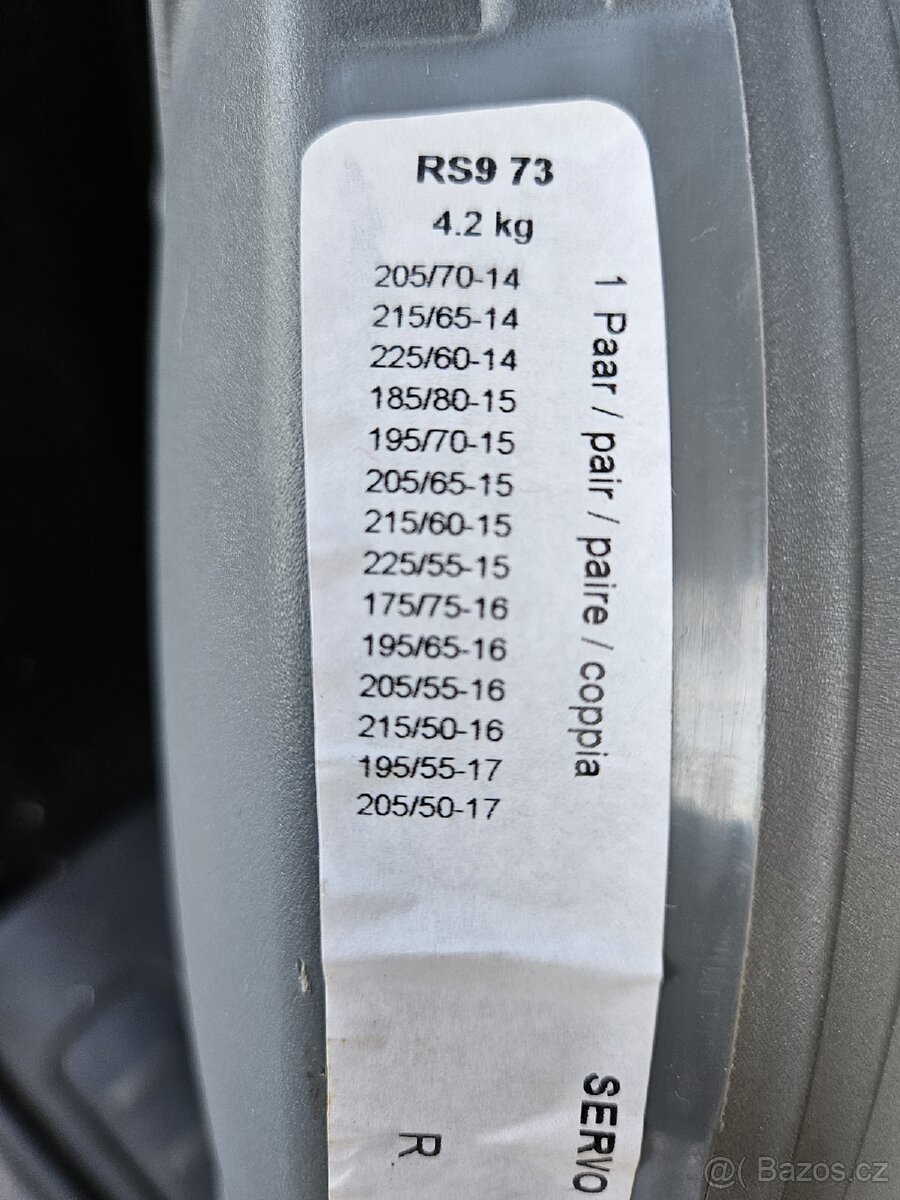 RS9 73
4.2 kg
205/70-14
215/65-14
225/60-14
185/80-15
195/70-15
205/65-15
215/60-15
225/55-15
175/75-16
195/65-16
205/55-16
215/50-16
195/55-17
205/50-17
1 Paar / pair / paire / coppia
SERVO
R
@( Bazos.cz